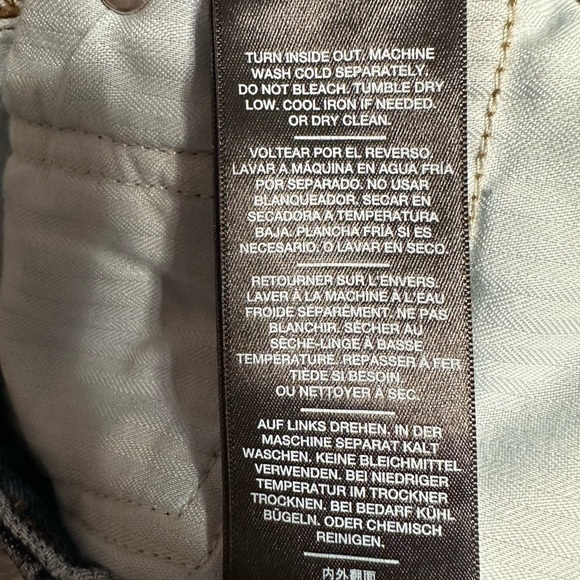 TURN INSIDE OUT. MACHINE
WASH COLD SEPARATELY.
DO NOT BLEACH. TUMBLE DRY
LOW. COOL IRON IF NEEDED.
OR DRY CLEAN.
VOLTEAR POR EL REVERSO.
LAVAR A MÁQUINA EN AGUA FRÍA
POR SEPARADO. NO USAR
BLANQUEADOR. SECAR EN
SECADORA A TEMPERATURA
BAJA. PLANCHA FRÍA SI ES
NECESARIO. O LAVAR EN SECO.
RETOURNER SUR L'ENVERS.
LAVER À LA MACHINE À L'EAU
FROIDE SÉPARÉMENT. NE PAS
BLANCHIR. SÉCHER AU
SÈCHE-LINGE À BASSE
TEMPÉRATURE. REPASSER À FER
TIÈDE SI BESOIN.
OU NETTOYER À SEC.
AUF LINKS DREHEN. IN DER
MASCHINE SEPARAT KALT
WASCHEN. KEINE BLEICHMITTEL
VERWENDEN. BEI NIEDRIGER
TEMPERATUR IM TROCKNER
TROCKNEN. BEI BEDARF KÜHL
BÜGELN. ODER CHEMISCH
REINIGEN.
内外翻面